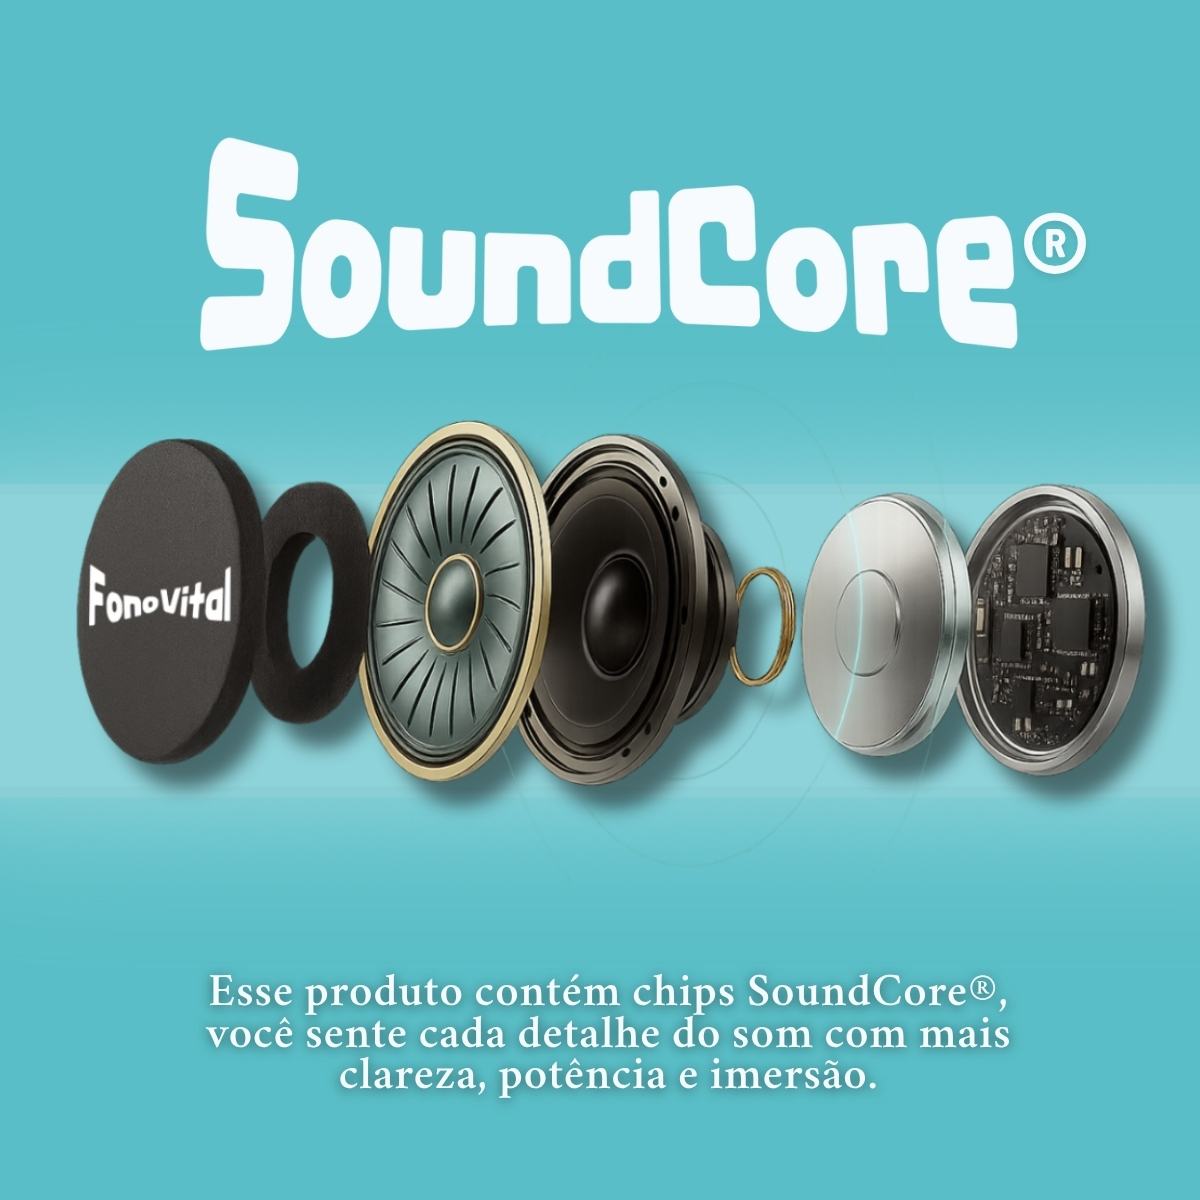 SoundCore®
FonoVital
Esse produto contém chips SoundCore®,
você sente cada detalhe do som com mais
clareza, potência e imersão.